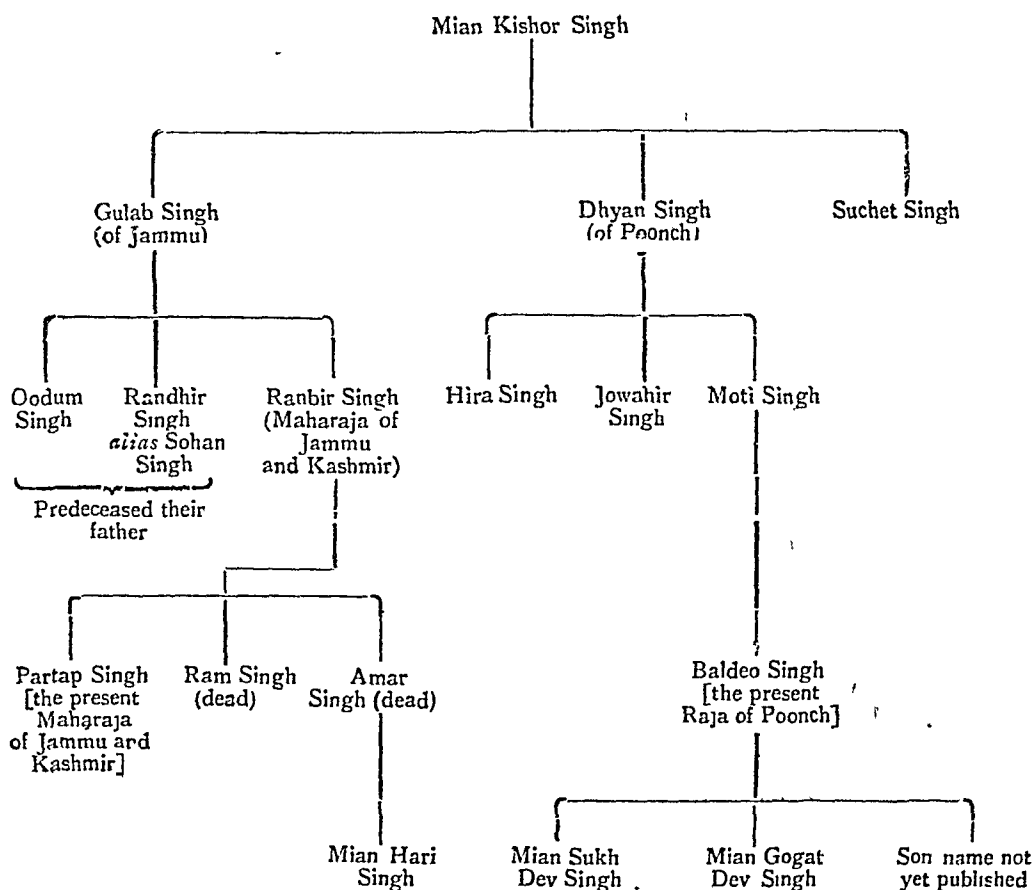 Mian Kishor Singh
Gulab Singh
(of Jammu)
Dhyan Singh
(of Poonch)
Suchet Singh
Oodum
Singh
Randhir
Singh
alias Sohan
Singh
Ranbir Singh
(Maharaja of
Jammu
and Kashmir)
Hira Singh
Jowahir
Singh
Moti Singh
Predeceased their
father
Partap Singh
[the present
Maharaja
of Jammu and
Kashmir]
Ram Singh
(dead)
Amar
Singh (dead)
Baldeo Singh
[the present
Raja of Poonch]
Mian Hari
Singh
Mian Sukh
Dev Singh
Mian Gogat
Dev Singh
Son name not
yet published